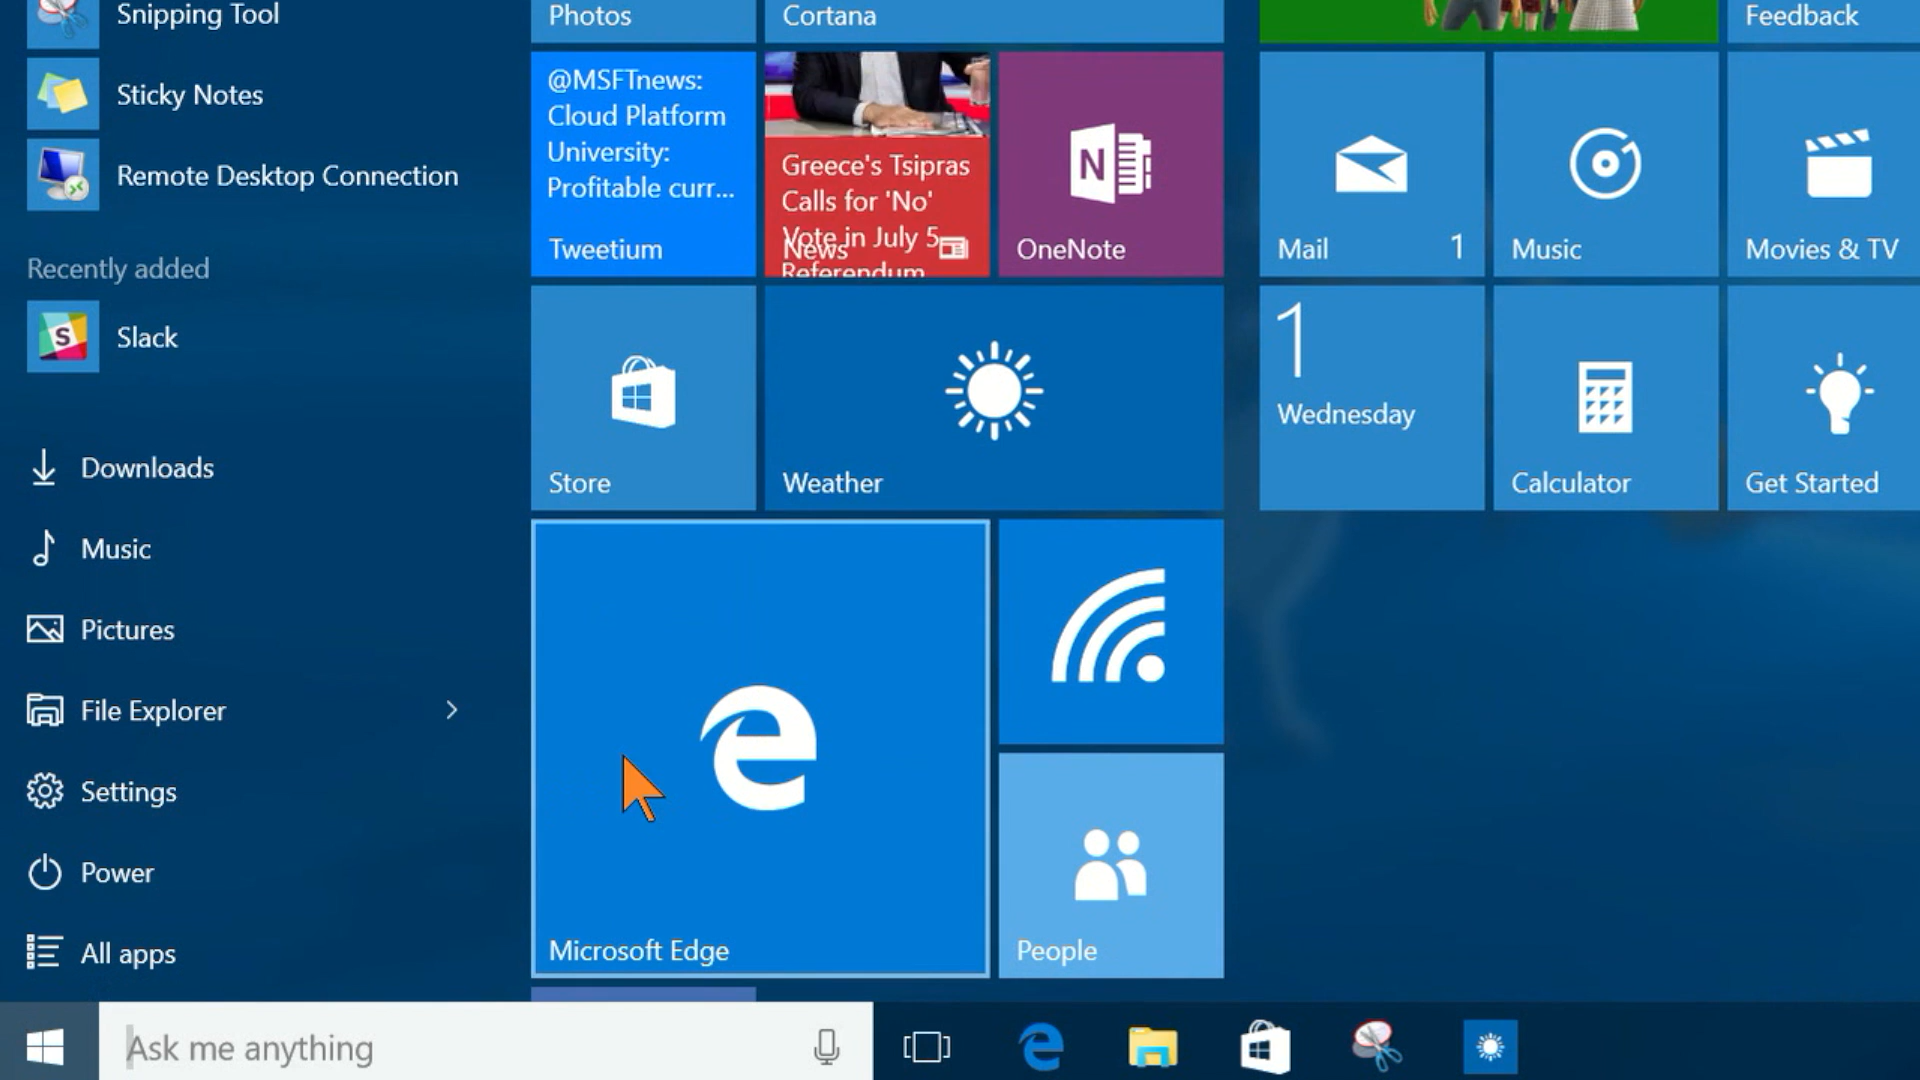 Snipping Tool
Sticky Notes
Remote Desktop Connection
Recently added
S
Slack
Downloads
Music
Pictures
File Explorer
Settings
Power
All apps
Photos
Cortana
Feedback
@MSFTnews:
Cloud Platform
University:
Profitable curr...
Tweetium
Greece's Tsipras
Calls for 'No'
Vote in July 5
Referendum
News
N
OneNote
Mail 1
Music
Movies & TV
Store
Weather
1
Wednesday
Calculator
Get Started
Microsoft Edge
People
Ask me anything